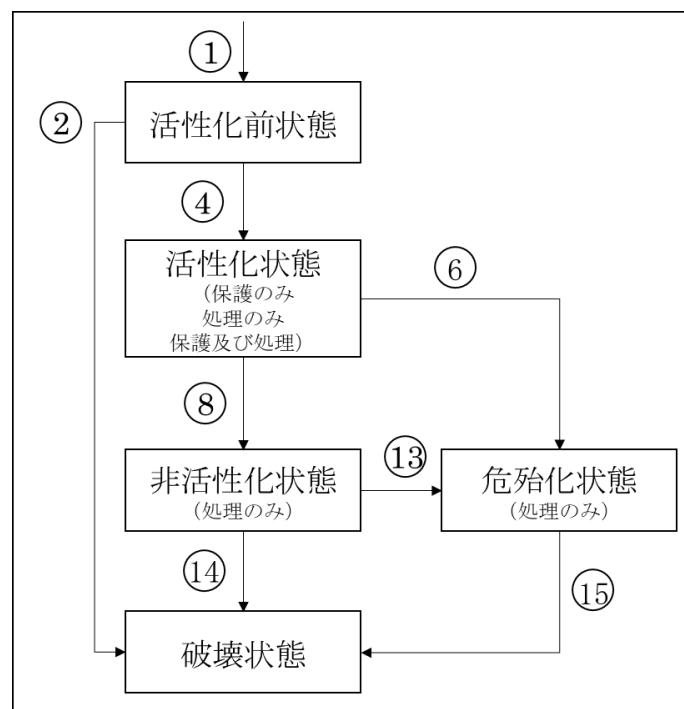 ①
活性化前状態
②
④
活性化状態
（保護のみ
処理のみ
保護及び処理）
⑥
⑧
非活性化状態
（処理のみ）
⑬
危殆化状態
（処理のみ）
⑭
⑮
破壊状態